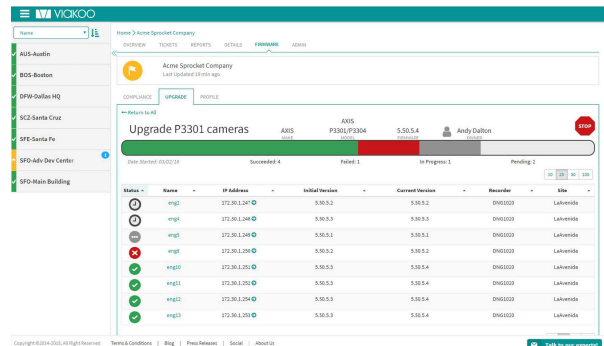 VIAKOO
Name
AUS-Austin
BOS-Boston
DFW-Dallas HQ
SCZ-Santa Cruz
SFE-Santa Fe
SFO-Adv Dev Center
1
SFO-Main Building
Home > Acme Sprocket Company
OVERVIEW TICKETS REPORTS DETAILS FIRMWARE ADMIN
Acme Sprocket Company
Last Updated 19 min ago
COMPLIANCE UPGRADE PROFILE
Return to All
Upgrade P3301 cameras
AXIS
MAKE
AXIS
P3301/P3304
MODEL
5.50.5.4
FIRMWARE
Andy Dalton
OWNER
STOP
Date Started: 03/02/16 Succeeded: 4 Failed: 1 In Progress: 1 Pending: 2
10 20 50 100
Status Name IP Address Initial Version Current Version Recorder Site
eng2 172.30.1.247 5.50.5.2 5.50.5.2 DNG1020 LaAvenida
eng4 172.30.1.248 5.50.5.3 5.50.5.3 DNG1020 LaAvenida
172.30.1.249 5.50.5.1 5.50.5.1 DNG1020 LaAvenida
172.30.1.250 5.50.5.2 5.50.5.2 DNG1020 LaAvenida
eng10 172.30.1.251 5.50.5.3 5.50.5.4 DNG1020 LaAvenida
eng11 172.30.1.252 5.50.5.3 5.50.5.4 DNG1020 LaAvenida
eng12 172.30.1.254 5.50.5.3 5.50.5.4 DNG1020 LaAvenida
eng13 172.30.1.253 5.50.5.3 5.50.5.4 DNG1020 LaAvenida
Copyright ©2014-2015, All Right Reserved Terms & Conditions | Blog | Press Releases | Social | About Us
Talk to our experts!